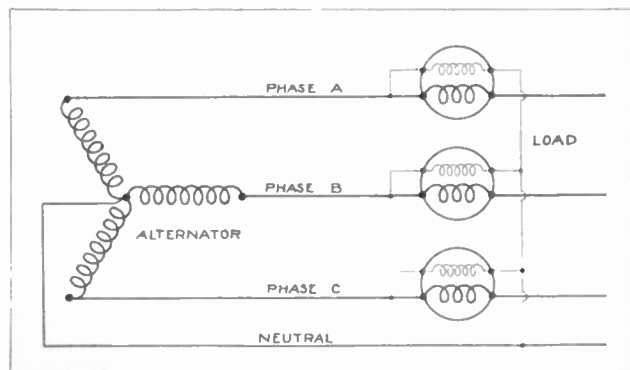 PHASE A
LOAD
PHASE B
ALTERNATOR
PHASE C
NEUTRAL